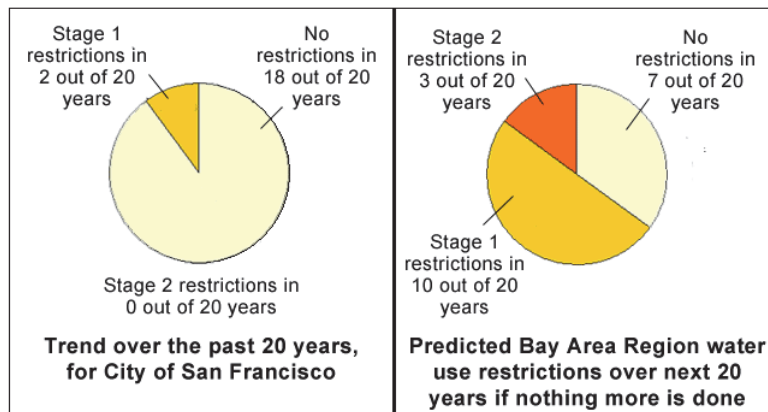 Stage 1
restrictions in
2 out of 20
years
No
restrictions in
18 out of 20
years
Stage 2 restrictions in
0 out of 20 years
Trend over the past 20 years,
for City of San Francisco
Stage 2
restrictions in
3 out of 20
years
No
restrictions in
7 out of 20
years
Stage 1
restrictions in
10 out of 20
years
Predicted Bay Area Region water
use restrictions over next 20
years if nothing more is done